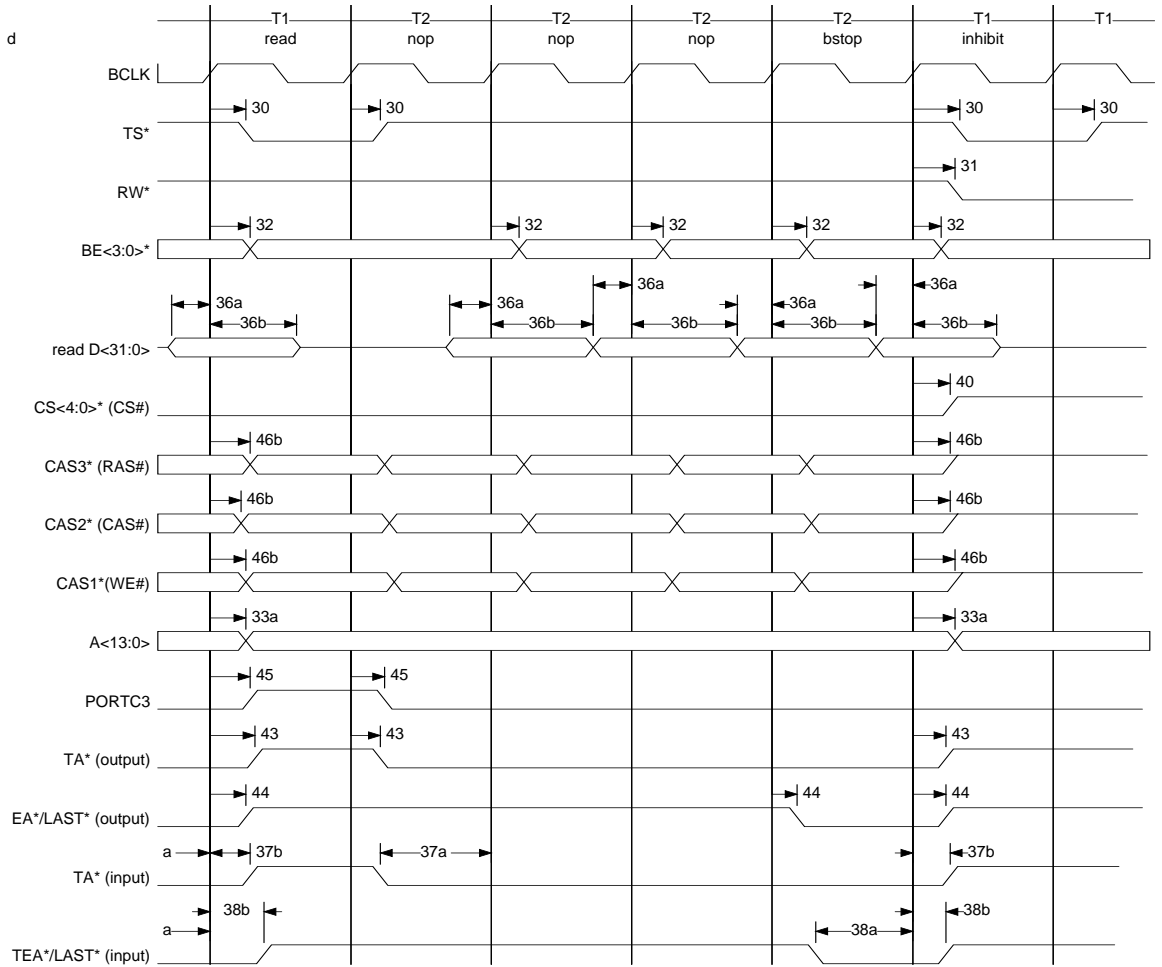 T1 T2 T2 T2 T2 T1 T1
d read nop nop nop bstop inhibit
BCLK
30 30 30 30
TS*
31
RW*
32 32 32 32 32
BE<3:0>*
36a 36a
36a 36a 36a
36b 36b 36b 36b 36b
read D<31:0>
40
CS<4:0>* (CS#)
46b 46b
CAS3* (RAS#)
46b 46b
CAS2* (CAS#)
46b 46b
CAS1*(WE#)
33a 33a
A<13:0>
45 45
PORTC3
43 43 43
TA* (output)
44 44 44
EA*/LAST* (output)
a 37b 37a 37b
TA* (input)
38b 38b
a 38a
TEA*/LAST* (input)